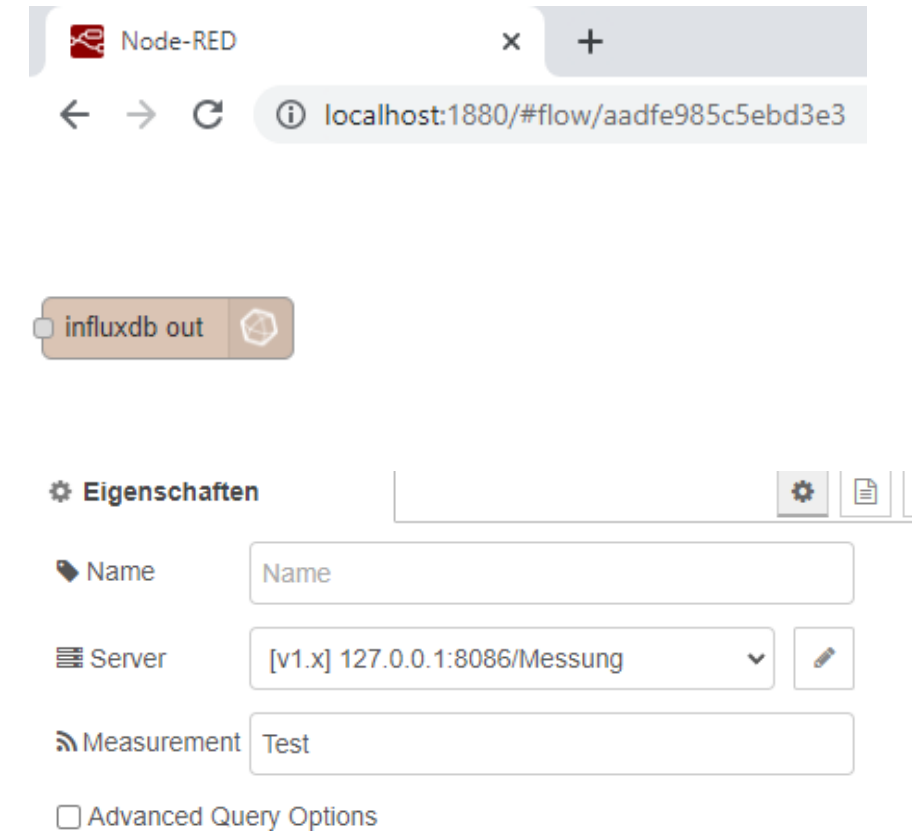 Node-RED
localhost:1880/#flow/aadfe985c5ebd3e3
influxdb out
Eigenschaften
Name Name
Server [v1.x] 127.0.0.1:8086/Messung
Measurement Test
Advanced Query Options